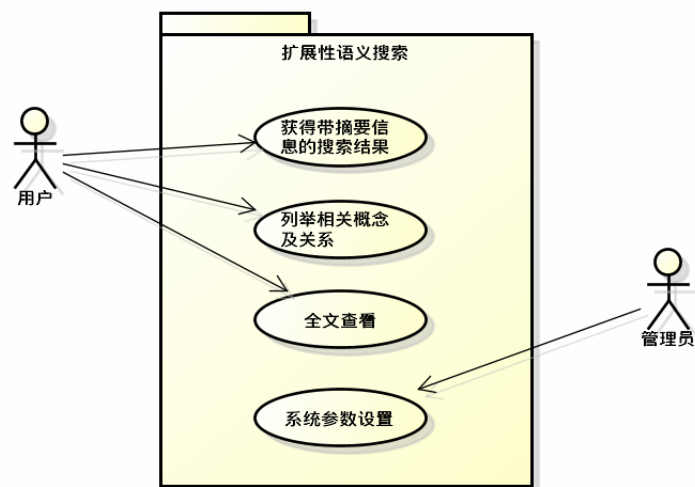 扩展性语义搜索
获得带摘要信
息的搜索结果
用户
列举相关概念
及关系
全文查看
管理员
系统参数设置